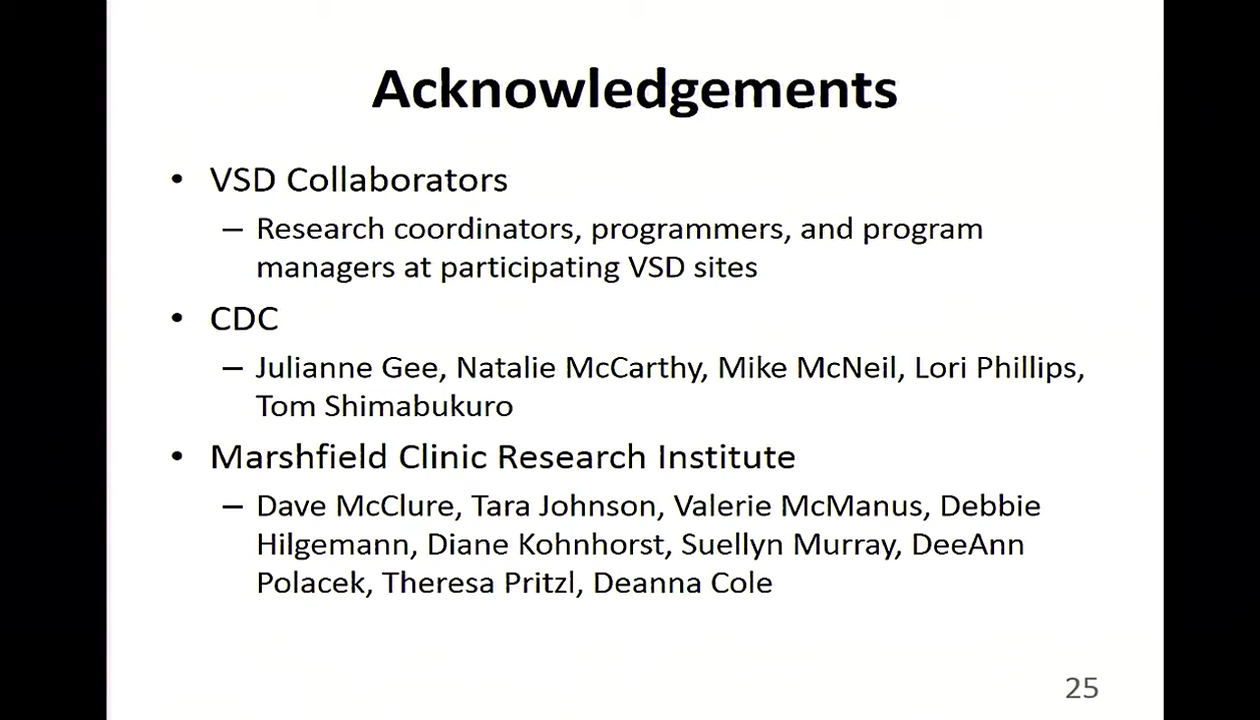 Acknowledgements
• VSD Collaborators
– Research coordinators, programmers, and program
managers at participating VSD sites
• CDC
– Julianne Gee, Natalie McCarthy, Mike McNeil, Lori Phillips,
Tom Shimabukuro
• Marshfield Clinic Research Institute
– Dave McClure, Tara Johnson, Valerie McManus, Debbie
Hilgemann, Diane Kohnhorst, Suellyn Murray, DeeAnn
Polacek, Theresa Pritzl, Deanna Cole
25